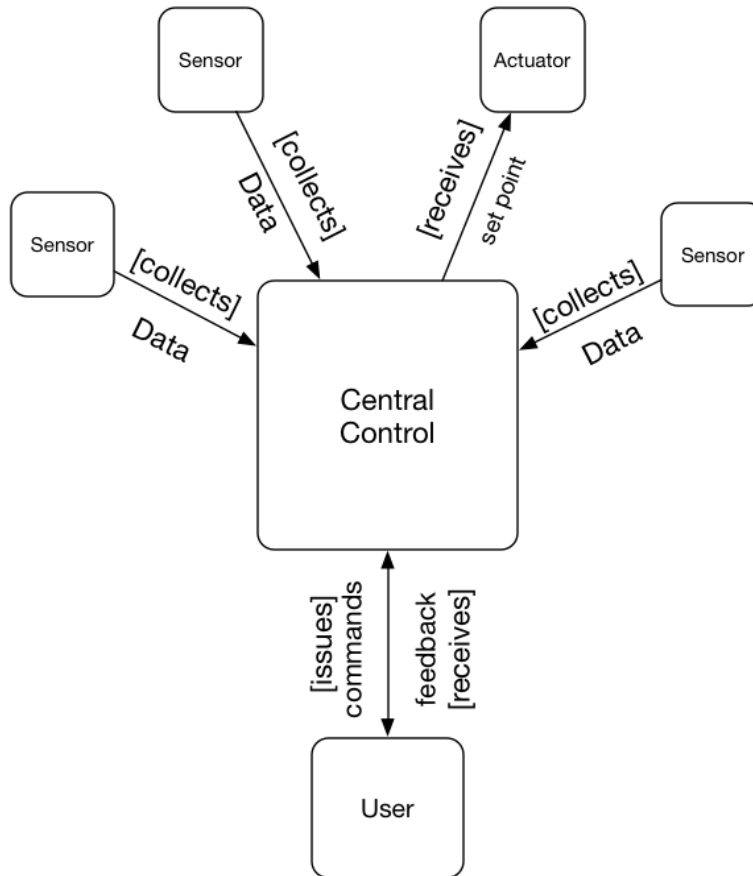 Sensor
Actuator
[collects]
Data
[receives]
set point
Sensor
[collects]
Data
Sensor
[collects]
Data
Central
Control
[issues]
commands
feedback
[receives]
User